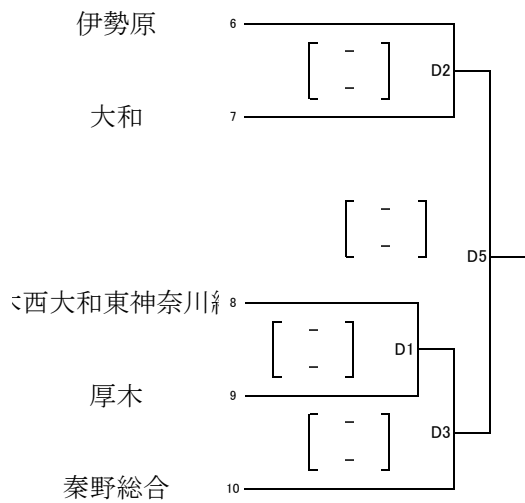 伊勢原 6
- D2
-
大和 7
-
- D5
西大和東神奈川 8
- D1
-
厚木 9
- D3
-
秦野総合 10